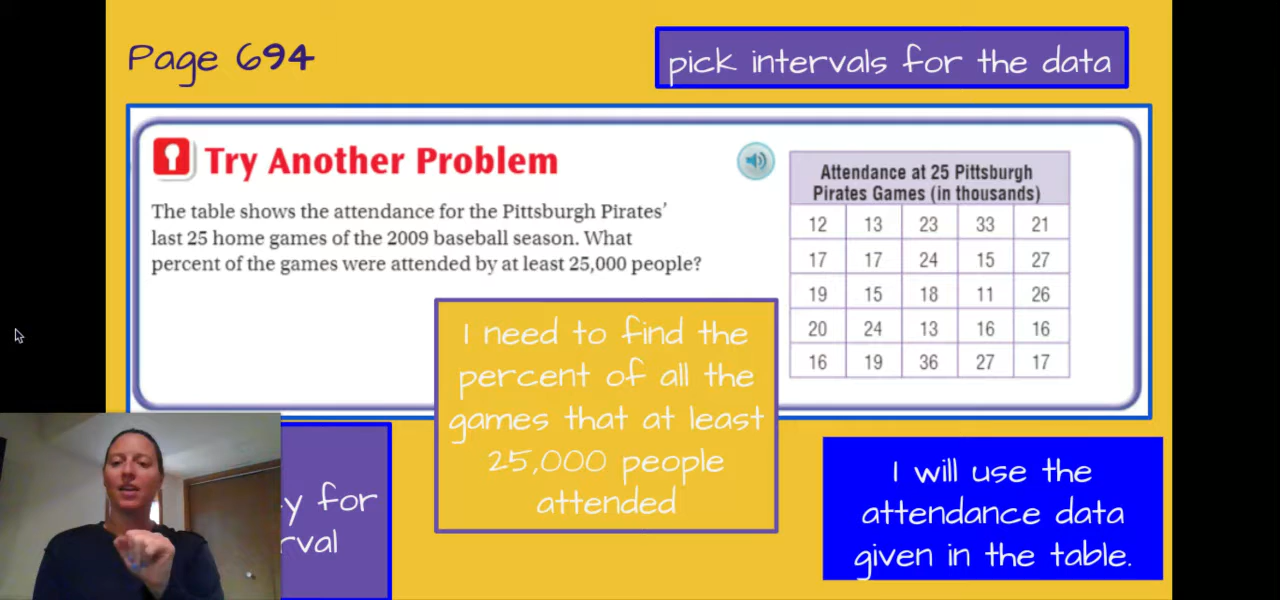 Page 694
pick intervals for the data
Try Another Problem
The table shows the attendance for the Pittsburgh Pirates'
last 25 home games of the 2009 baseball season. What
percent of the games were attended by at least 25,000 people?
Attendance at 25 Pittsburgh
Pirates Games (in thousands)
12 13 23 33 21
17 17 24 15 27
19 15 18 11 26
20 24 13 16 16
16 19 36 27 17
I need to find the
percent of all the
games that at least
25,000 people
attended
for
I will use the
attendance data
given in the table.